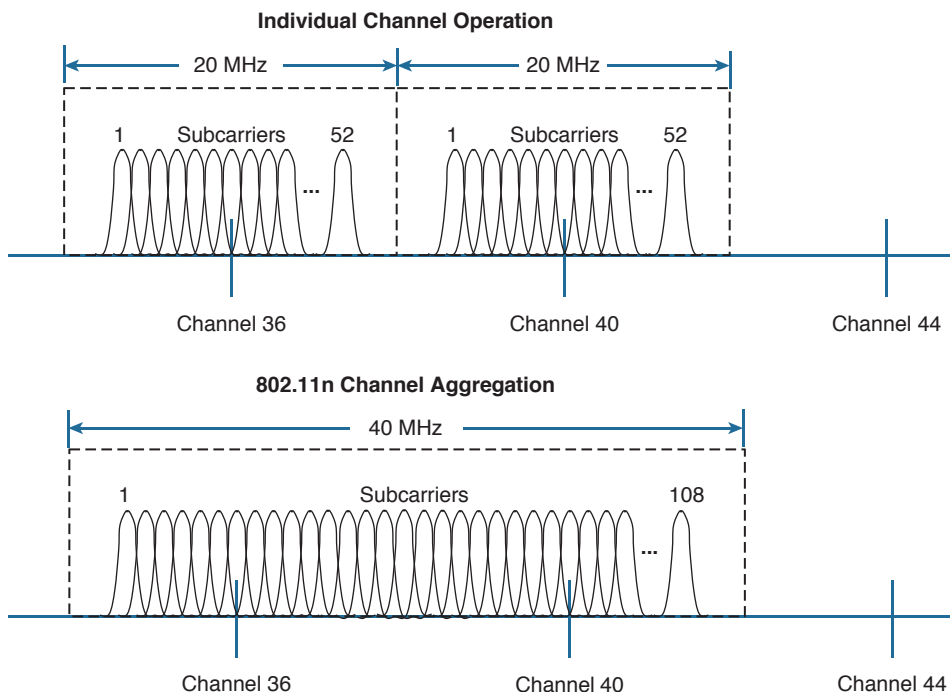 Individual Channel Operation
20 MHz 20 MHz
1 Subcarriers 52 1 Subcarriers 52
... ...
Channel 36 Channel 40 Channel 44
802.11n Channel Aggregation
40 MHz
1 Subcarriers 108
...
Channel 36 Channel 40 Channel 44